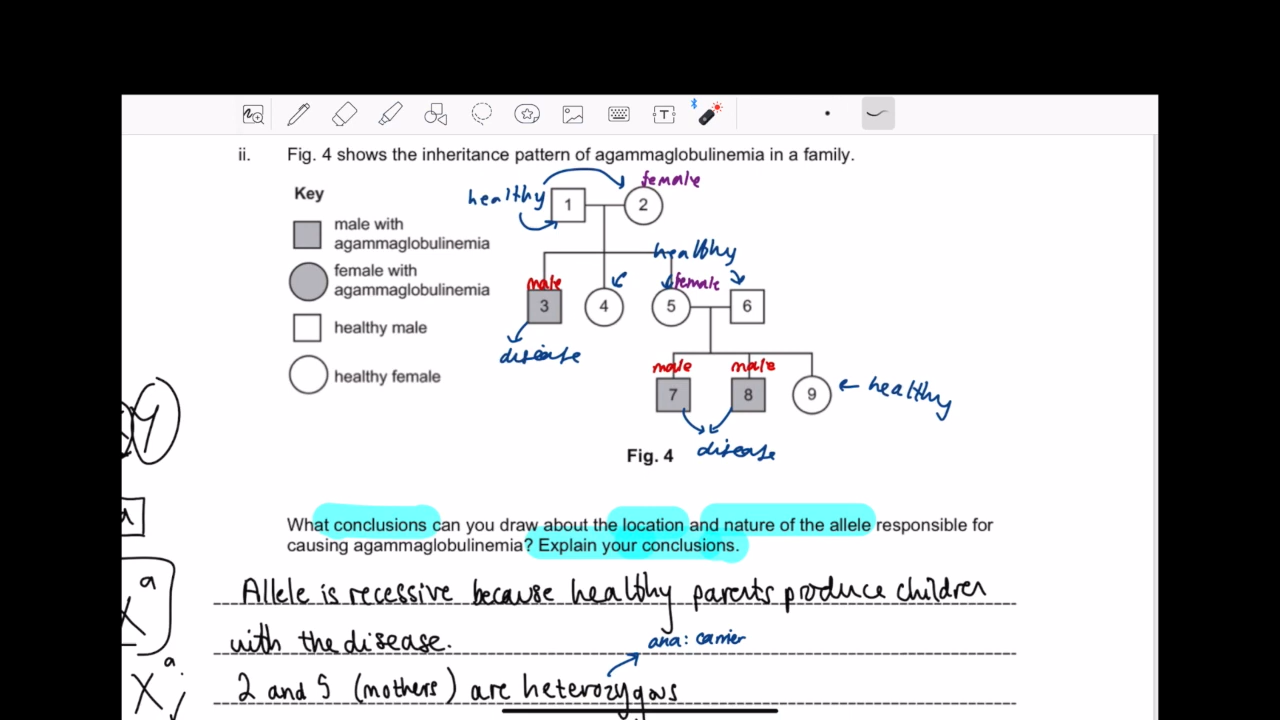 ii. Fig. 4 shows the inheritance pattern of agammaglobulinemia in a family.
Key
male with
agammaglobulinemia
female with
agammaglobulinemia
healthy male
healthy female
healthy
female
1
2
healthy
male
female
3
4
5
6
disease
male
male
7
8
9
healthy
disease
Fig. 4
What conclusions can you draw about the location and nature of the allele responsible for
causing agammaglobulinemia? Explain your conclusions.
Allele is recessive because healthy parents produce children
with the disease.
ana: carrier
2 and 5 (mothers) are heterozygous
Y
a
a
X
a
X